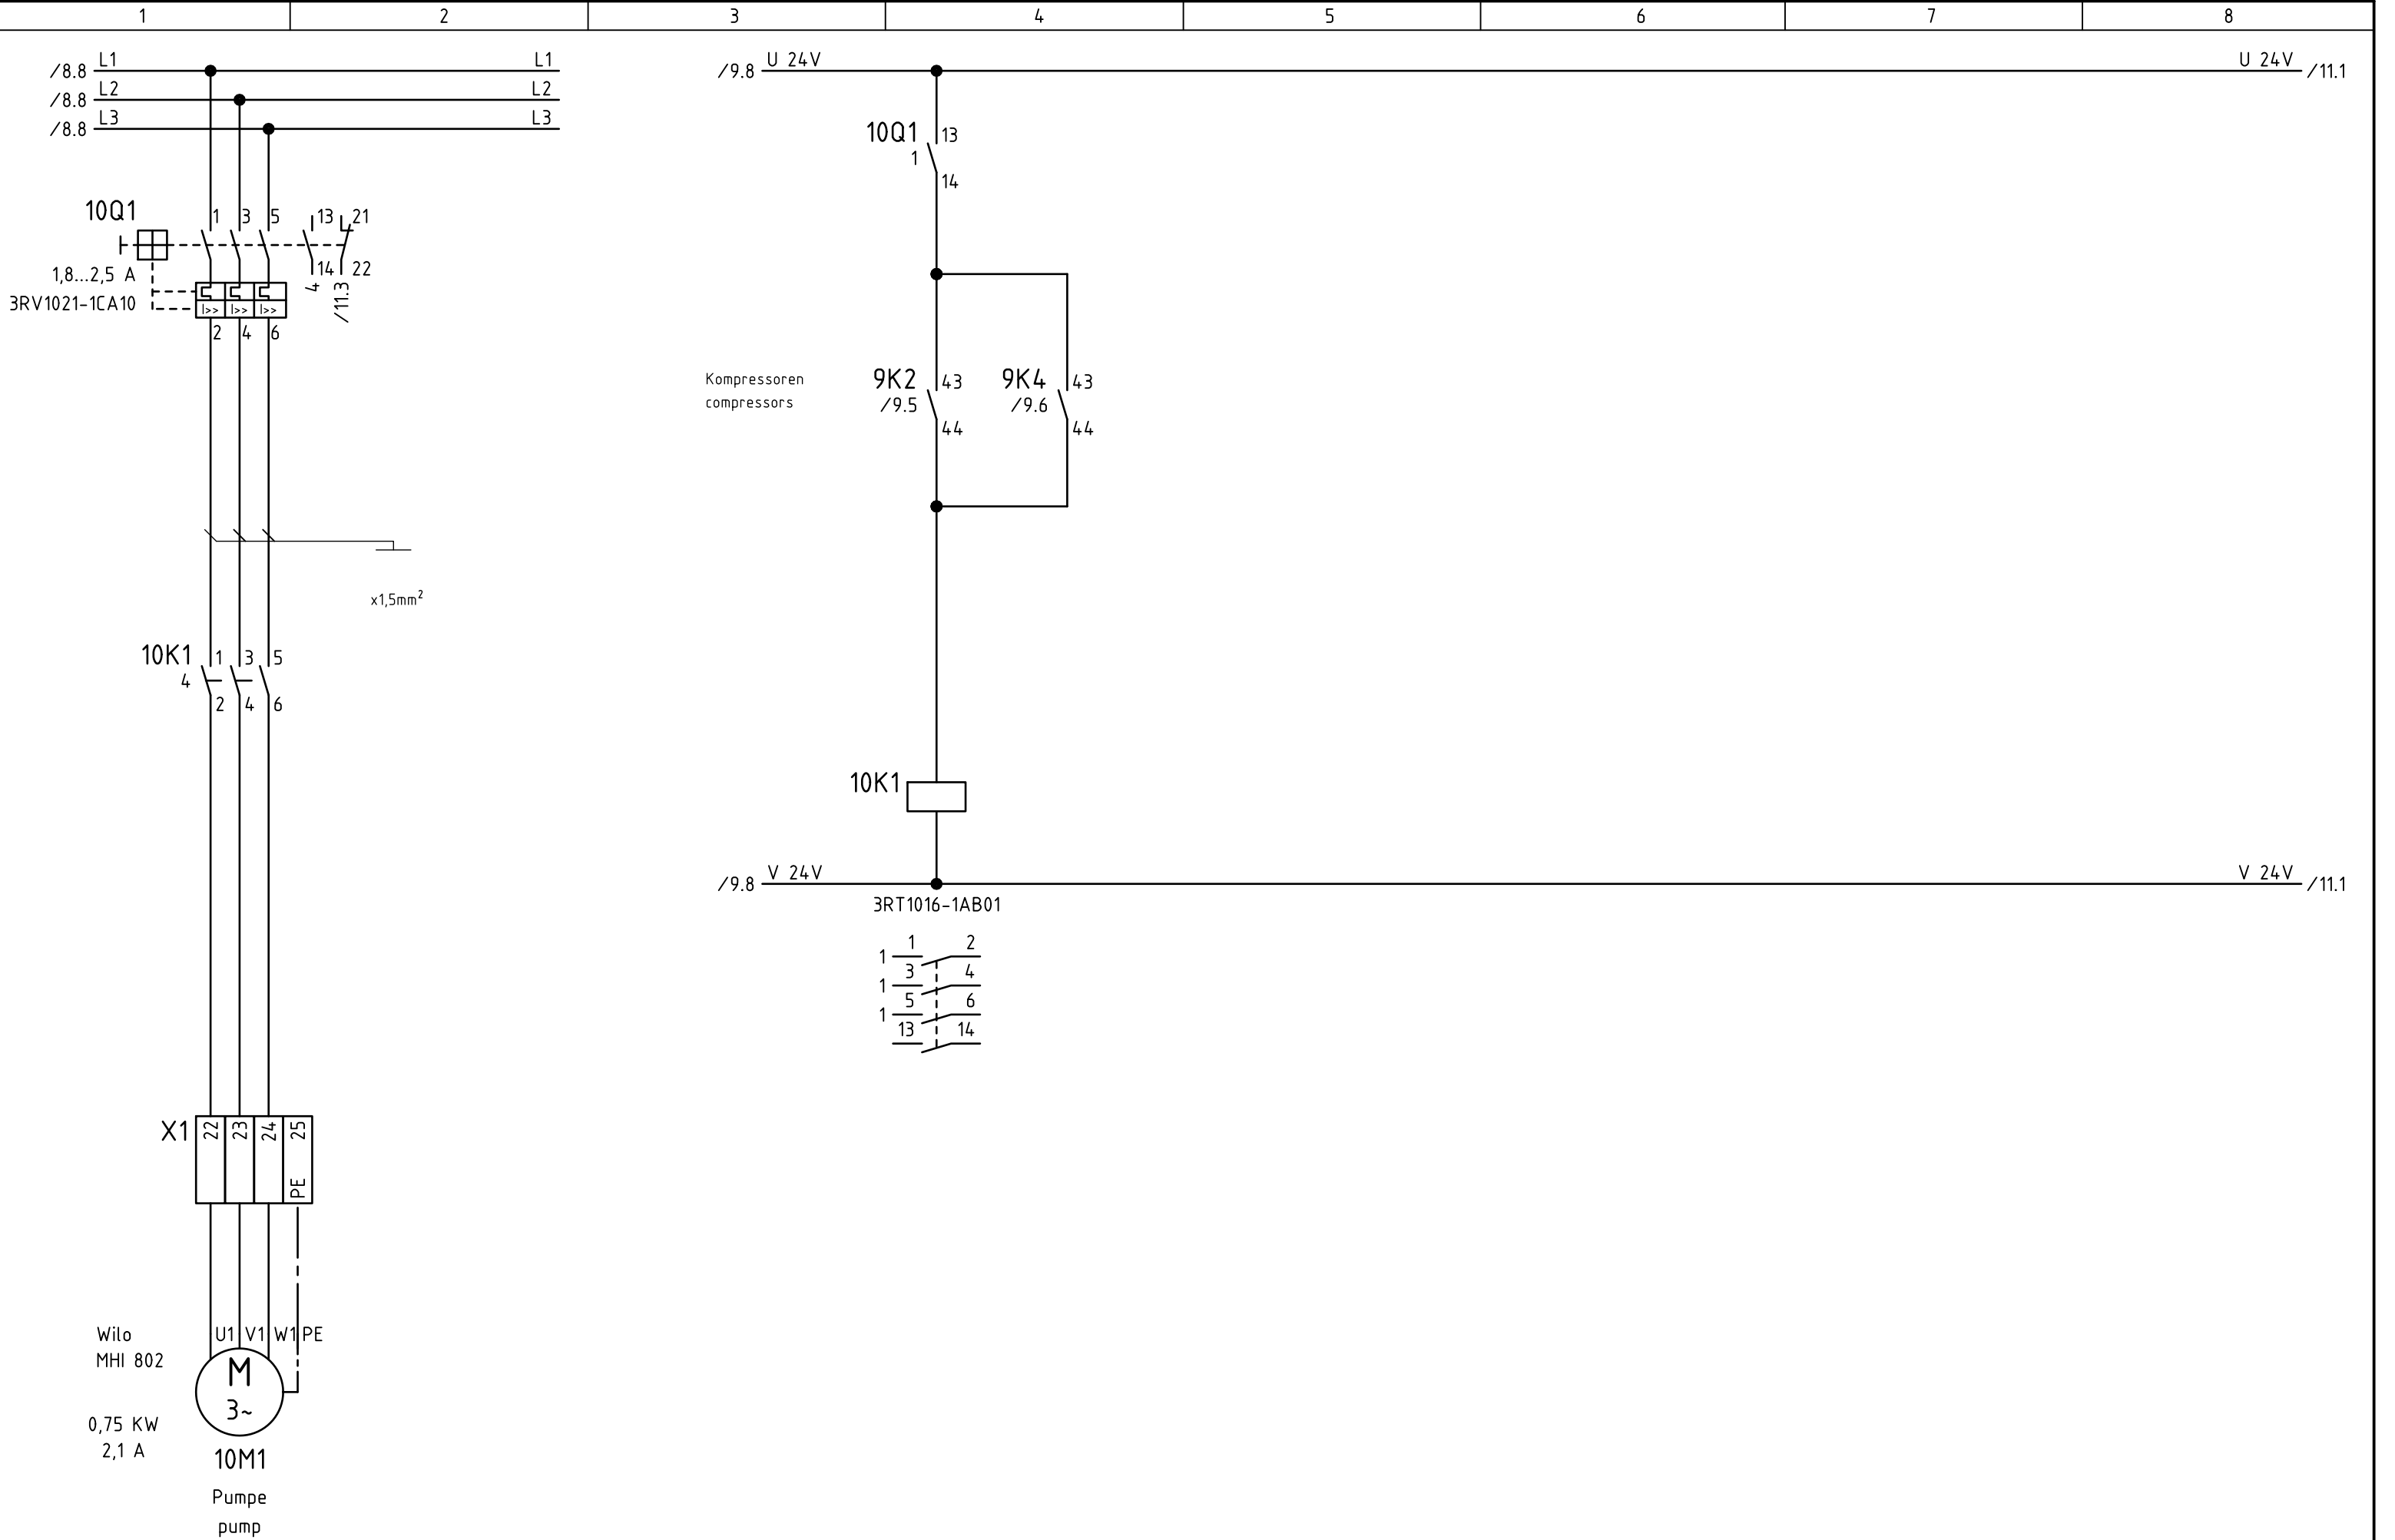 1 2 3 4 5 6 7 8
/8.8 L1 L1
/8.8 L2 L2
/8.8 L3 L3
/9.8 U 24V U 24V /11.1
10Q1 13
1
14
10Q1 1 3 5 13 21
1,8...2,5 A 14 22
4 /11.3
3RV1021-1CA10 I>> I>> I>>
2 4 6
Kompressoren
compressors
9K2 43
/9.5
44
9K4 43
/9.6
44
x1,5mm²
10K1 1 3 5
4
2 4 6
10K1
/9.8 V 24V V 24V /11.1
3RT1016-1AB01
1 2
1
3 4
1
5 6
1
13 14
X1 22 23 24 25
PE
Wilo U1 V1 W1 PE
MHI 802
M
3~
0,75 KW
2,1 A
10M1
Pumpe
pump